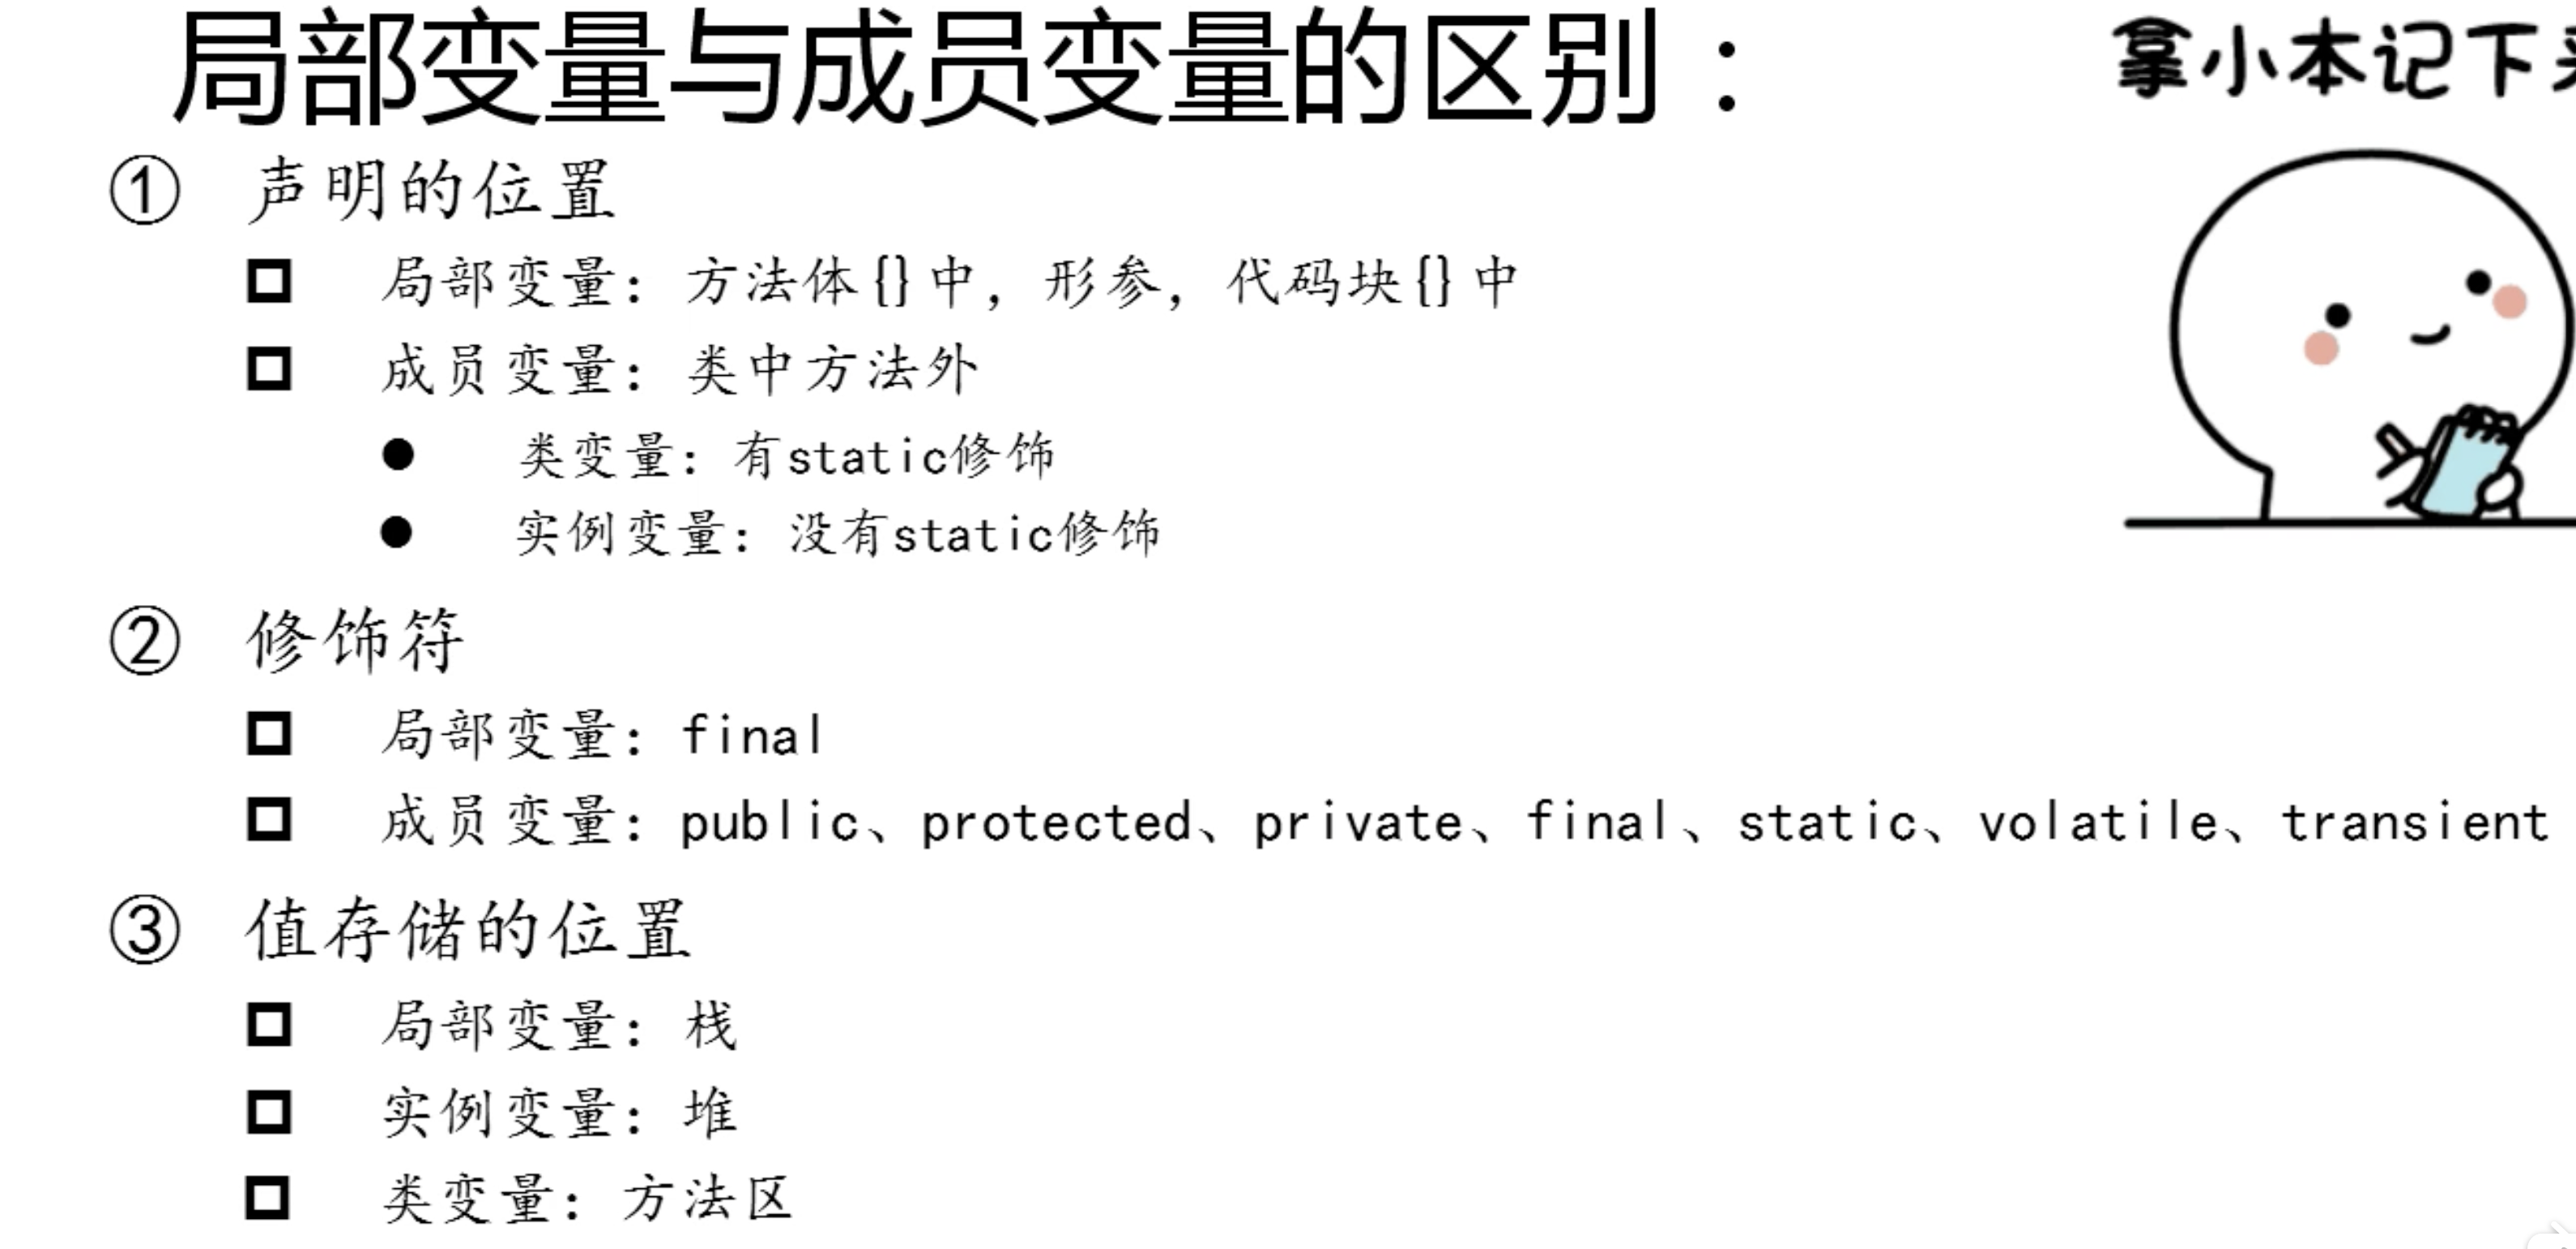 局部变量与成员变量的区别：
拿小本记下
① 声明的位置
局部变量：方法体{}中，形参，代码块{}中
成员变量：类中方法外
类变量：有static修饰
实例变量：没有static修饰
② 修饰符
局部变量：final
成员变量：public、protected、private、final、static、volatile、transient
③ 值存储的位置
局部变量：栈
实例变量：堆
类变量：方法区